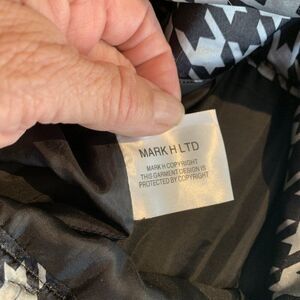 MARK H LTD
MARK H COPYRIGHT
THIS GARMENT DESIGN IS
PROTECTED BY COPYRIGHT